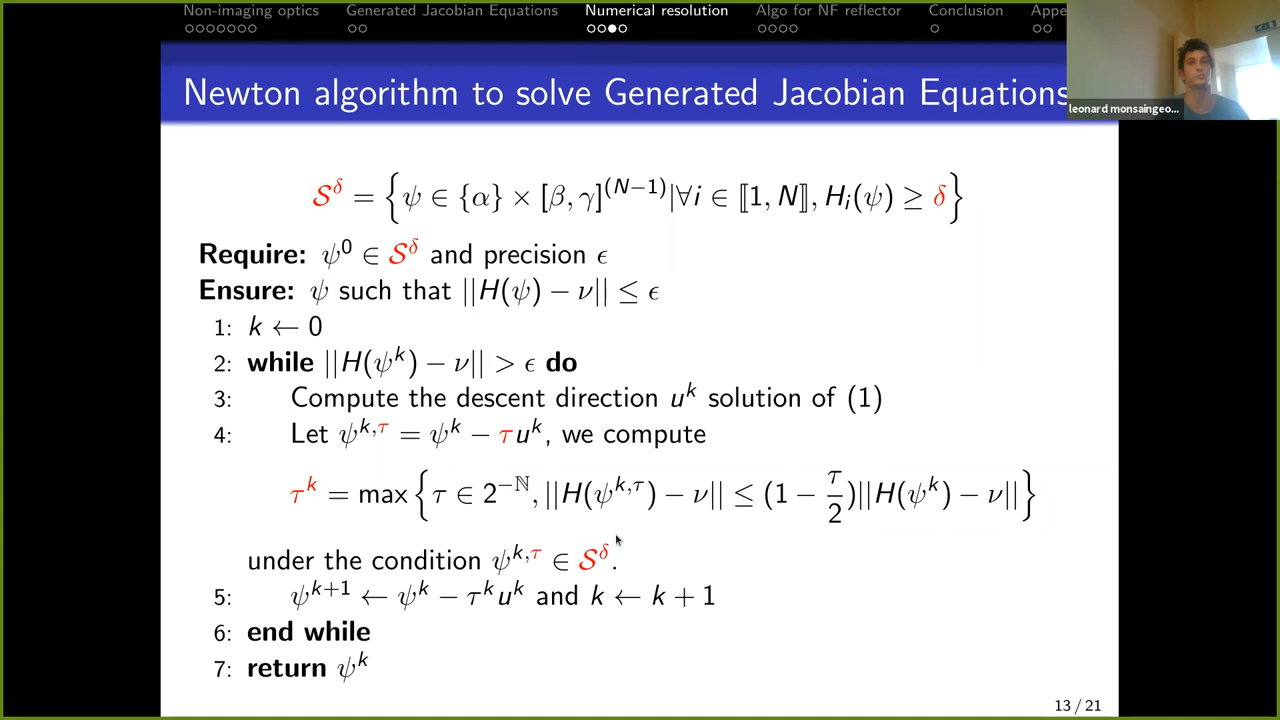 Non-imaging optics Generated Jacobian Equations Numerical resolution Algo for NF reflector Conclusion Appe
Newton algorithm to solve Generated Jacobian Equations
leonard monsaingeo...
𝒮^δ = {ψ ∈ {α} × [β, γ]^(N−1) | ∀i ∈ ⟦1, N⟧, H_i(ψ) ≥ δ}
Require: ψ^0 ∈ 𝒮^δ and precision ϵ
Ensure: ψ such that ||H(ψ) − ν|| ≤ ϵ
1: k ← 0
2: while ||H(ψ^k) − ν|| > ϵ do
3: Compute the descent direction u^k solution of (1)
4: Let ψ^{k,τ} = ψ^k − τu^k, we compute
τ^k = max {τ ∈ 2^{−ℕ}, ||H(ψ^{k,τ}) − ν|| ≤ (1 − τ/2)||H(ψ^k) − ν||}
under the condition ψ^{k,τ} ∈ 𝒮^δ.
5: ψ^{k+1} ← ψ^k − τ^k u^k and k ← k + 1
6: end while
7: return ψ^k
13 / 21